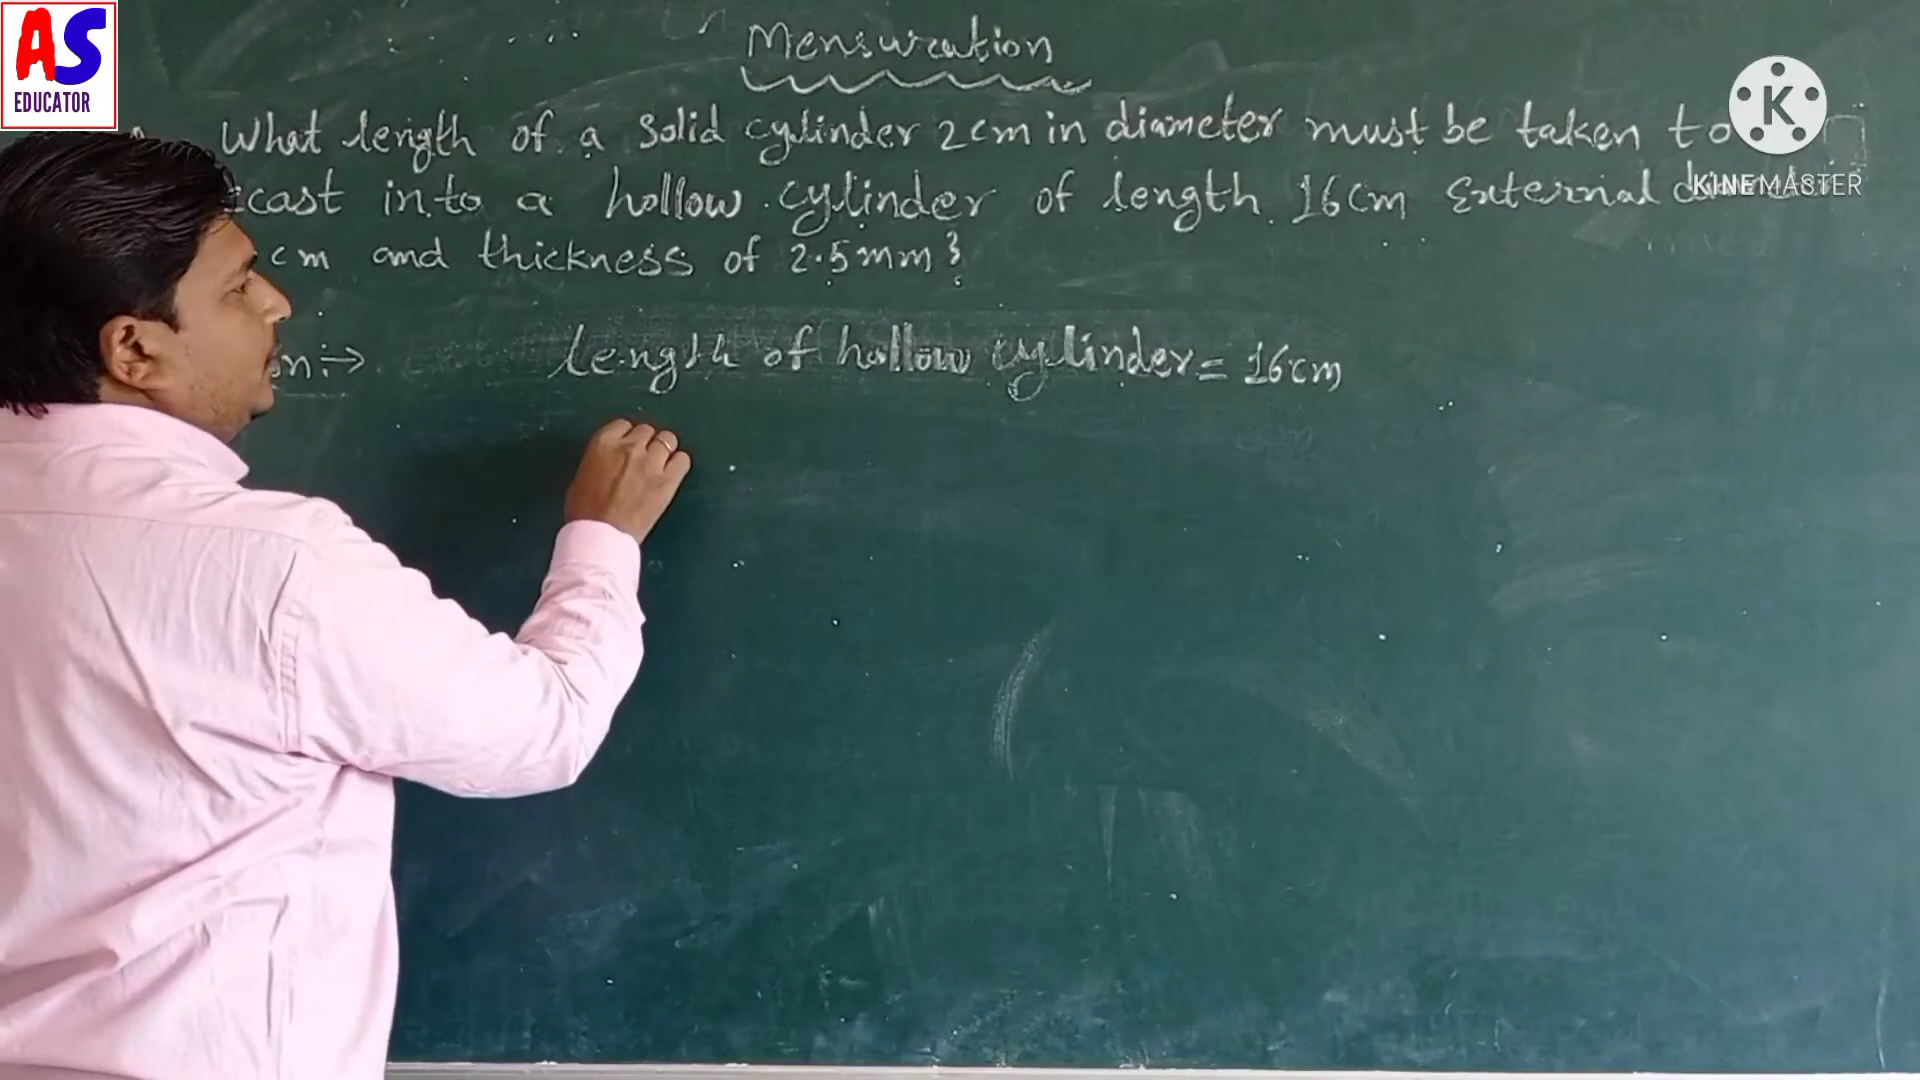 AS
EDUCATOR
Mensuration
What length of a solid cylinder 2cm in diameter must be taken to
cast into a hollow cylinder of length 16cm External
cm and thickness of 2.5mm?
length of hollow cylinder = 16cm
K
KINEMASTER